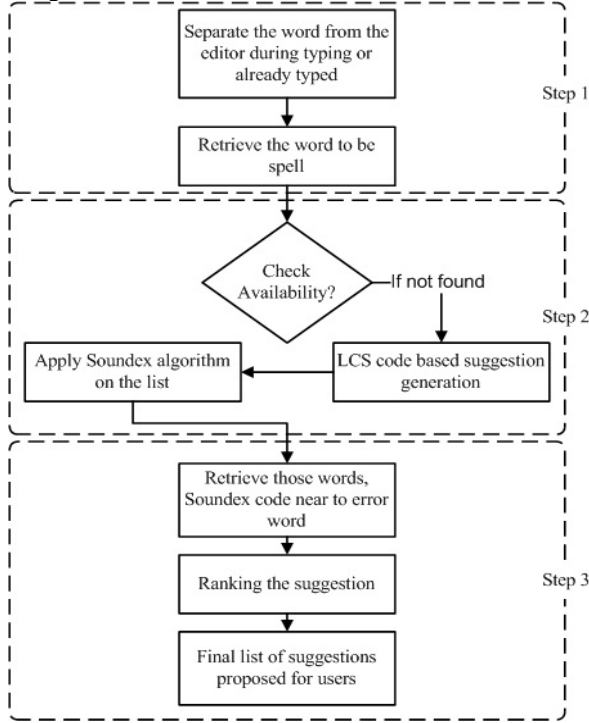 Separate the word from the
editor during typing or
already typed
Step 1
Retrieve the word to be
spell
Check
Availability?
If not found
Step 2
Apply Soundex algorithm
on the list
LCS code based suggestion
generation
Retrieve those words,
Soundex code near to error
word
Ranking the suggestion
Step 3
Final list of suggestions
proposed for users